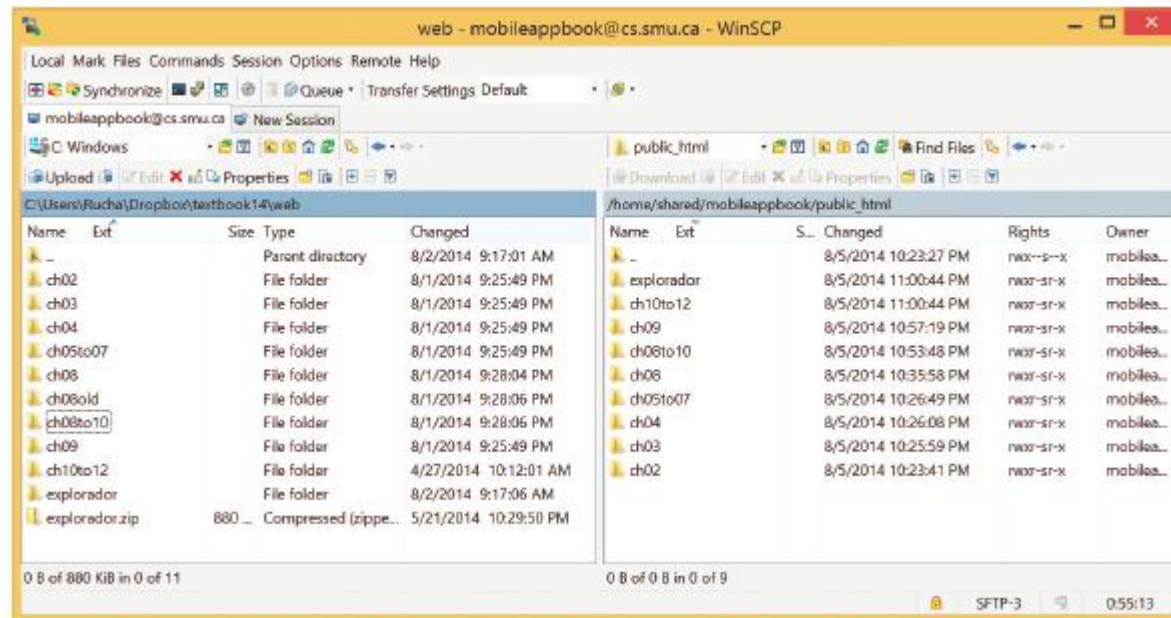 web - mobileappbook@cs.smu.ca - WinSCP
Local Mark Files Commands Session Options Remote Help
Synchronize Queue Transfer Settings Default
mobileappbook@cs.smu.ca New Session
C: Windows
public_html Find Files
Upload Edit Properties
Download Edit Properties
C:\Users\Rucha\Dropbox\textbook14\web
/home/shared/mobileappbook/public_html
Name Ext Size Type Changed
.. Parent directory 8/2/2014 9:17:01 AM
ch02 File folder 8/1/2014 9:25:49 PM
ch03 File folder 8/1/2014 9:25:49 PM
ch04 File folder 8/1/2014 9:25:49 PM
ch05to07 File folder 8/1/2014 9:25:49 PM
ch08 File folder 8/1/2014 9:28:04 PM
ch08old File folder 8/1/2014 9:28:06 PM
ch08to10 File folder 8/1/2014 9:28:06 PM
ch09 File folder 8/1/2014 9:25:49 PM
ch10to12 File folder 4/27/2014 10:12:01 AM
explorador File folder 8/2/2014 9:17:06 AM
explorador.zip 880 ... Compressed (zippe... 5/21/2014 10:29:50 PM
0 B of 880 KiB in 0 of 11
Name Ext S... Changed Rights Owner
.. 8/5/2014 10:23:27 PM rwx--s--x mobilea...
explorador 8/5/2014 11:00:44 PM rwxr-sr-x mobilea...
ch10to12 8/5/2014 11:00:44 PM rwxr-sr-x mobilea...
ch09 8/5/2014 10:57:19 PM rwxr-sr-x mobilea...
ch08to10 8/5/2014 10:53:48 PM rwxr-sr-x mobilea...
ch08 8/5/2014 10:35:58 PM rwxr-sr-x mobilea...
ch05to07 8/5/2014 10:26:49 PM rwxr-sr-x mobilea...
ch04 8/5/2014 10:26:08 PM rwxr-sr-x mobilea...
ch03 8/5/2014 10:25:59 PM rwxr-sr-x mobilea...
ch02 8/5/2014 10:23:41 PM rwxr-sr-x mobilea...
0 B of 0 B in 0 of 9
SFTP-3 0:55:13